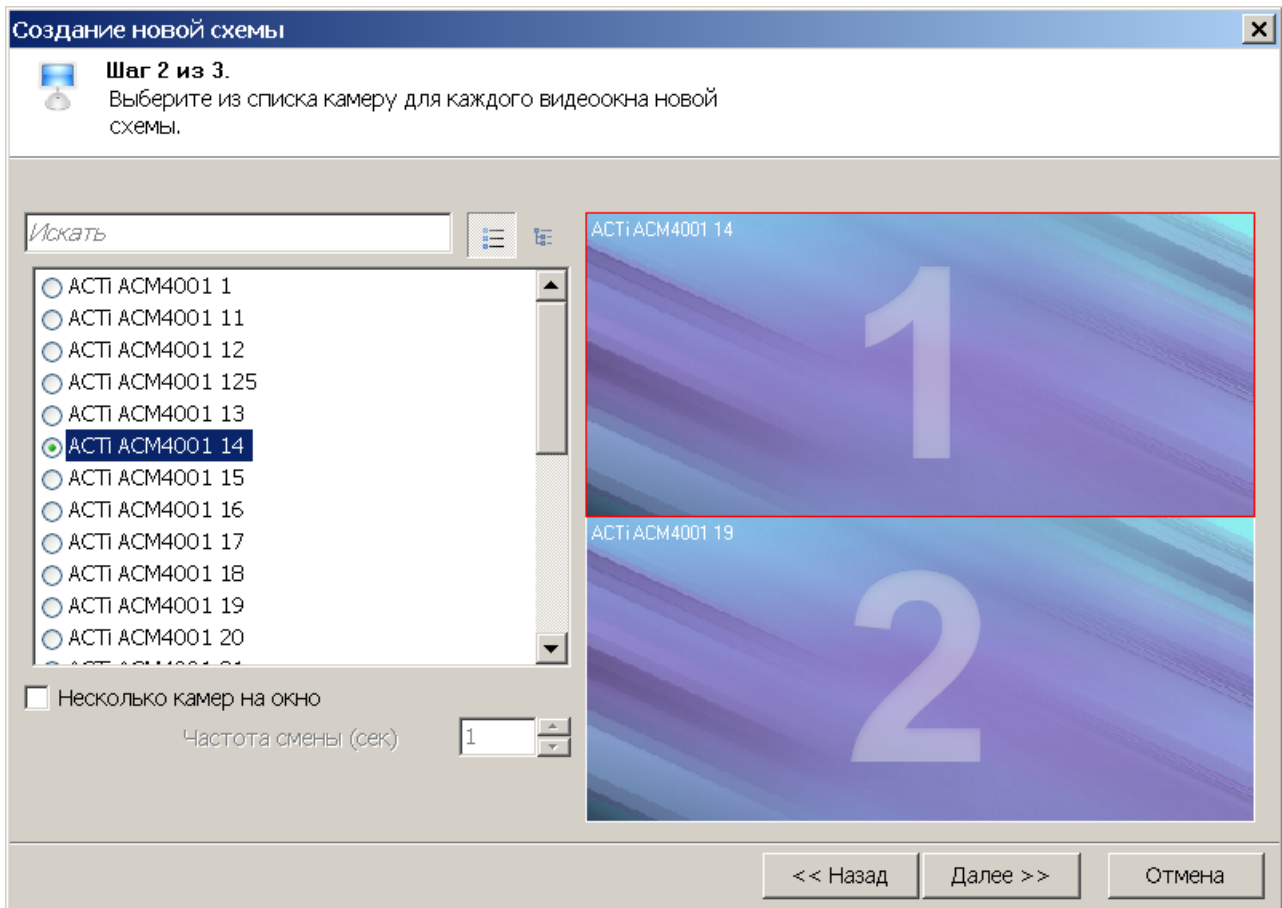 Создание новой схемы
Шаг 2 из 3.
Выберите из списка камеру для каждого видеоокна новой
схемы.
Искать
ACTi ACM4001 1
ACTi ACM4001 11
ACTi ACM4001 12
ACTi ACM4001 125
ACTi ACM4001 13
ACTi ACM4001 14
ACTi ACM4001 15
ACTi ACM4001 16
ACTi ACM4001 17
ACTi ACM4001 18
ACTi ACM4001 19
ACTi ACM4001 20
Несколько камер на окно
Частота смены (сек) 1
ACTi ACM4001 14
1
ACTi ACM4001 19
2
<< Назад Далее >> Отмена